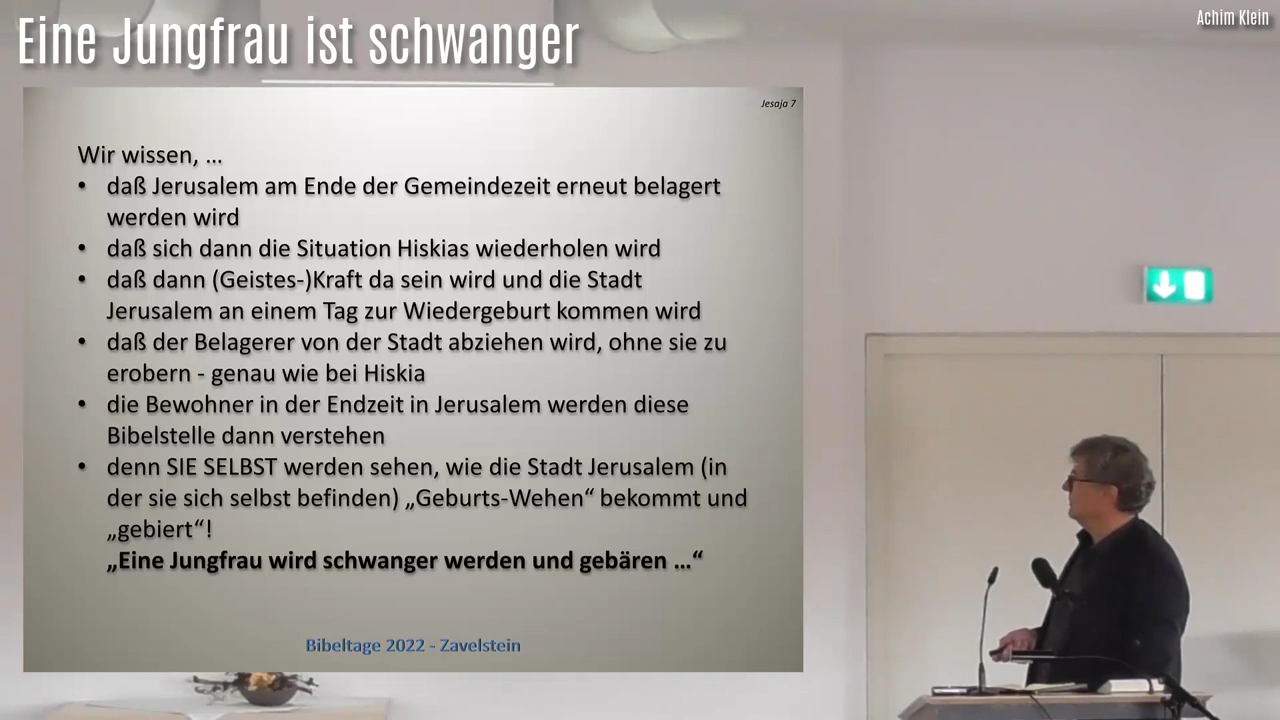 Eine Jungfrau ist schwanger
Achim Klein
Jesaja 7
Wir wissen, …
• daß Jerusalem am Ende der Gemeindezeit erneut belagert
werden wird
• daß sich dann die Situation Hiskias wiederholen wird
• daß dann (Geistes-)Kraft da sein wird und die Stadt
Jerusalem an einem Tag zur Wiedergeburt kommen wird
• daß der Belagerer von der Stadt abziehen wird, ohne sie zu
erobern - genau wie bei Hiskia
• die Bewohner in der Endzeit in Jerusalem werden diese
Bibelstelle dann verstehen
• denn SIE SELBST werden sehen, wie die Stadt Jerusalem (in
der sie sich selbst befinden) „Geburts-Wehen“ bekommt und
„gebiert“!
„Eine Jungfrau wird schwanger werden und gebären …“
Bibeltage 2022 - Zavelstein